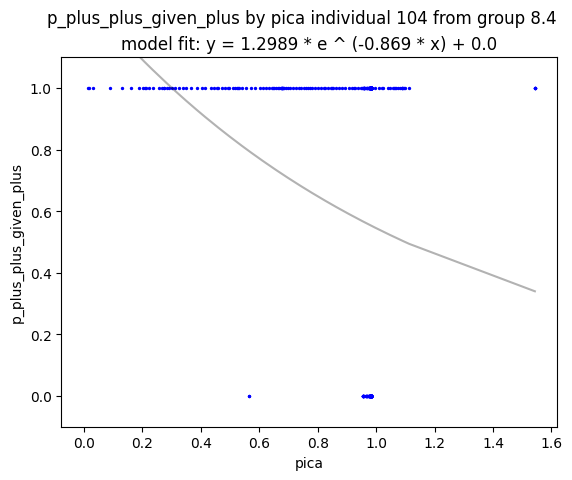 p_plus_plus_given_plus by pica individual 104 from group 8.4
model fit: y = 1.2989 * e ^ (-0.869 * x) + 0.0
p_plus_plus_given_plus
1.0
0.8
0.6
0.4
0.2
0.0
0.0 0.2 0.4 0.6 0.8 1.0 1.2 1.4 1.6
pica